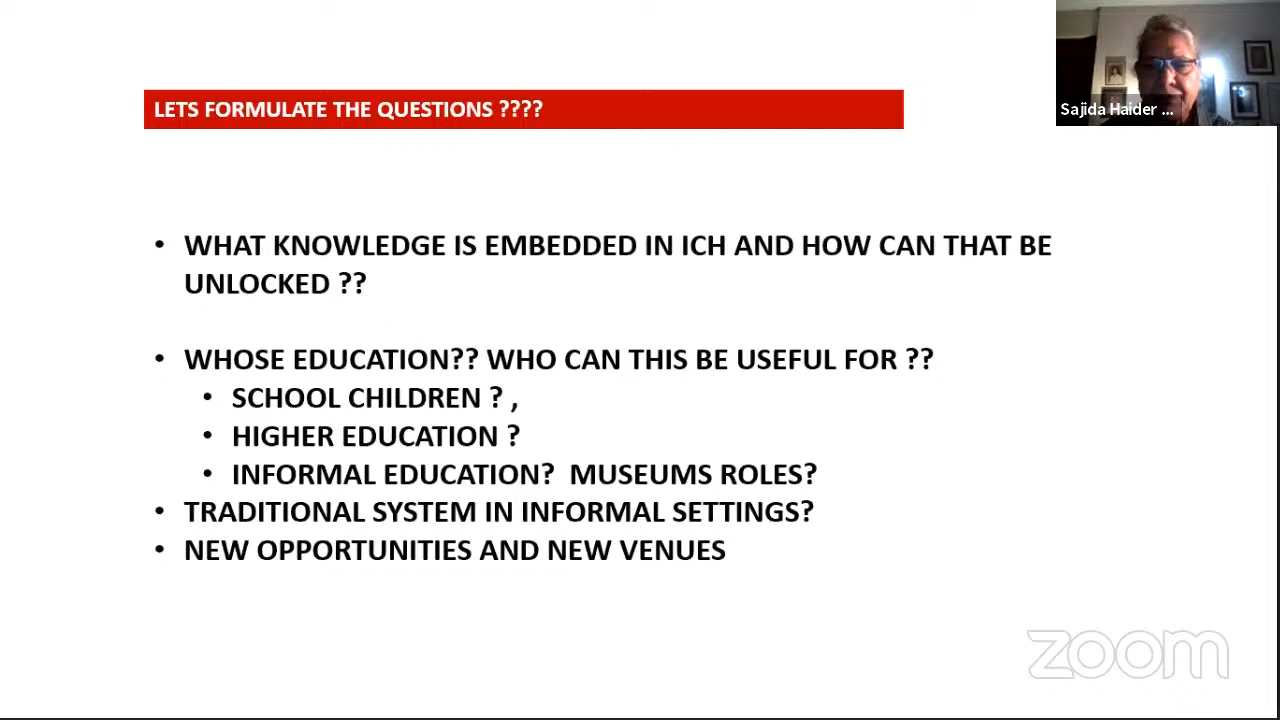 LETS FORMULATE THE QUESTIONS ????
Sajida Haider ...
• WHAT KNOWLEDGE IS EMBEDDED IN ICH AND HOW CAN THAT BE
UNLOCKED ??
• WHOSE EDUCATION?? WHO CAN THIS BE USEFUL FOR ??
• SCHOOL CHILDREN ? ,
• HIGHER EDUCATION ?
• INFORMAL EDUCATION? MUSEUMS ROLES?
• TRADITIONAL SYSTEM IN INFORMAL SETTINGS?
• NEW OPPORTUNITIES AND NEW VENUES
zoom